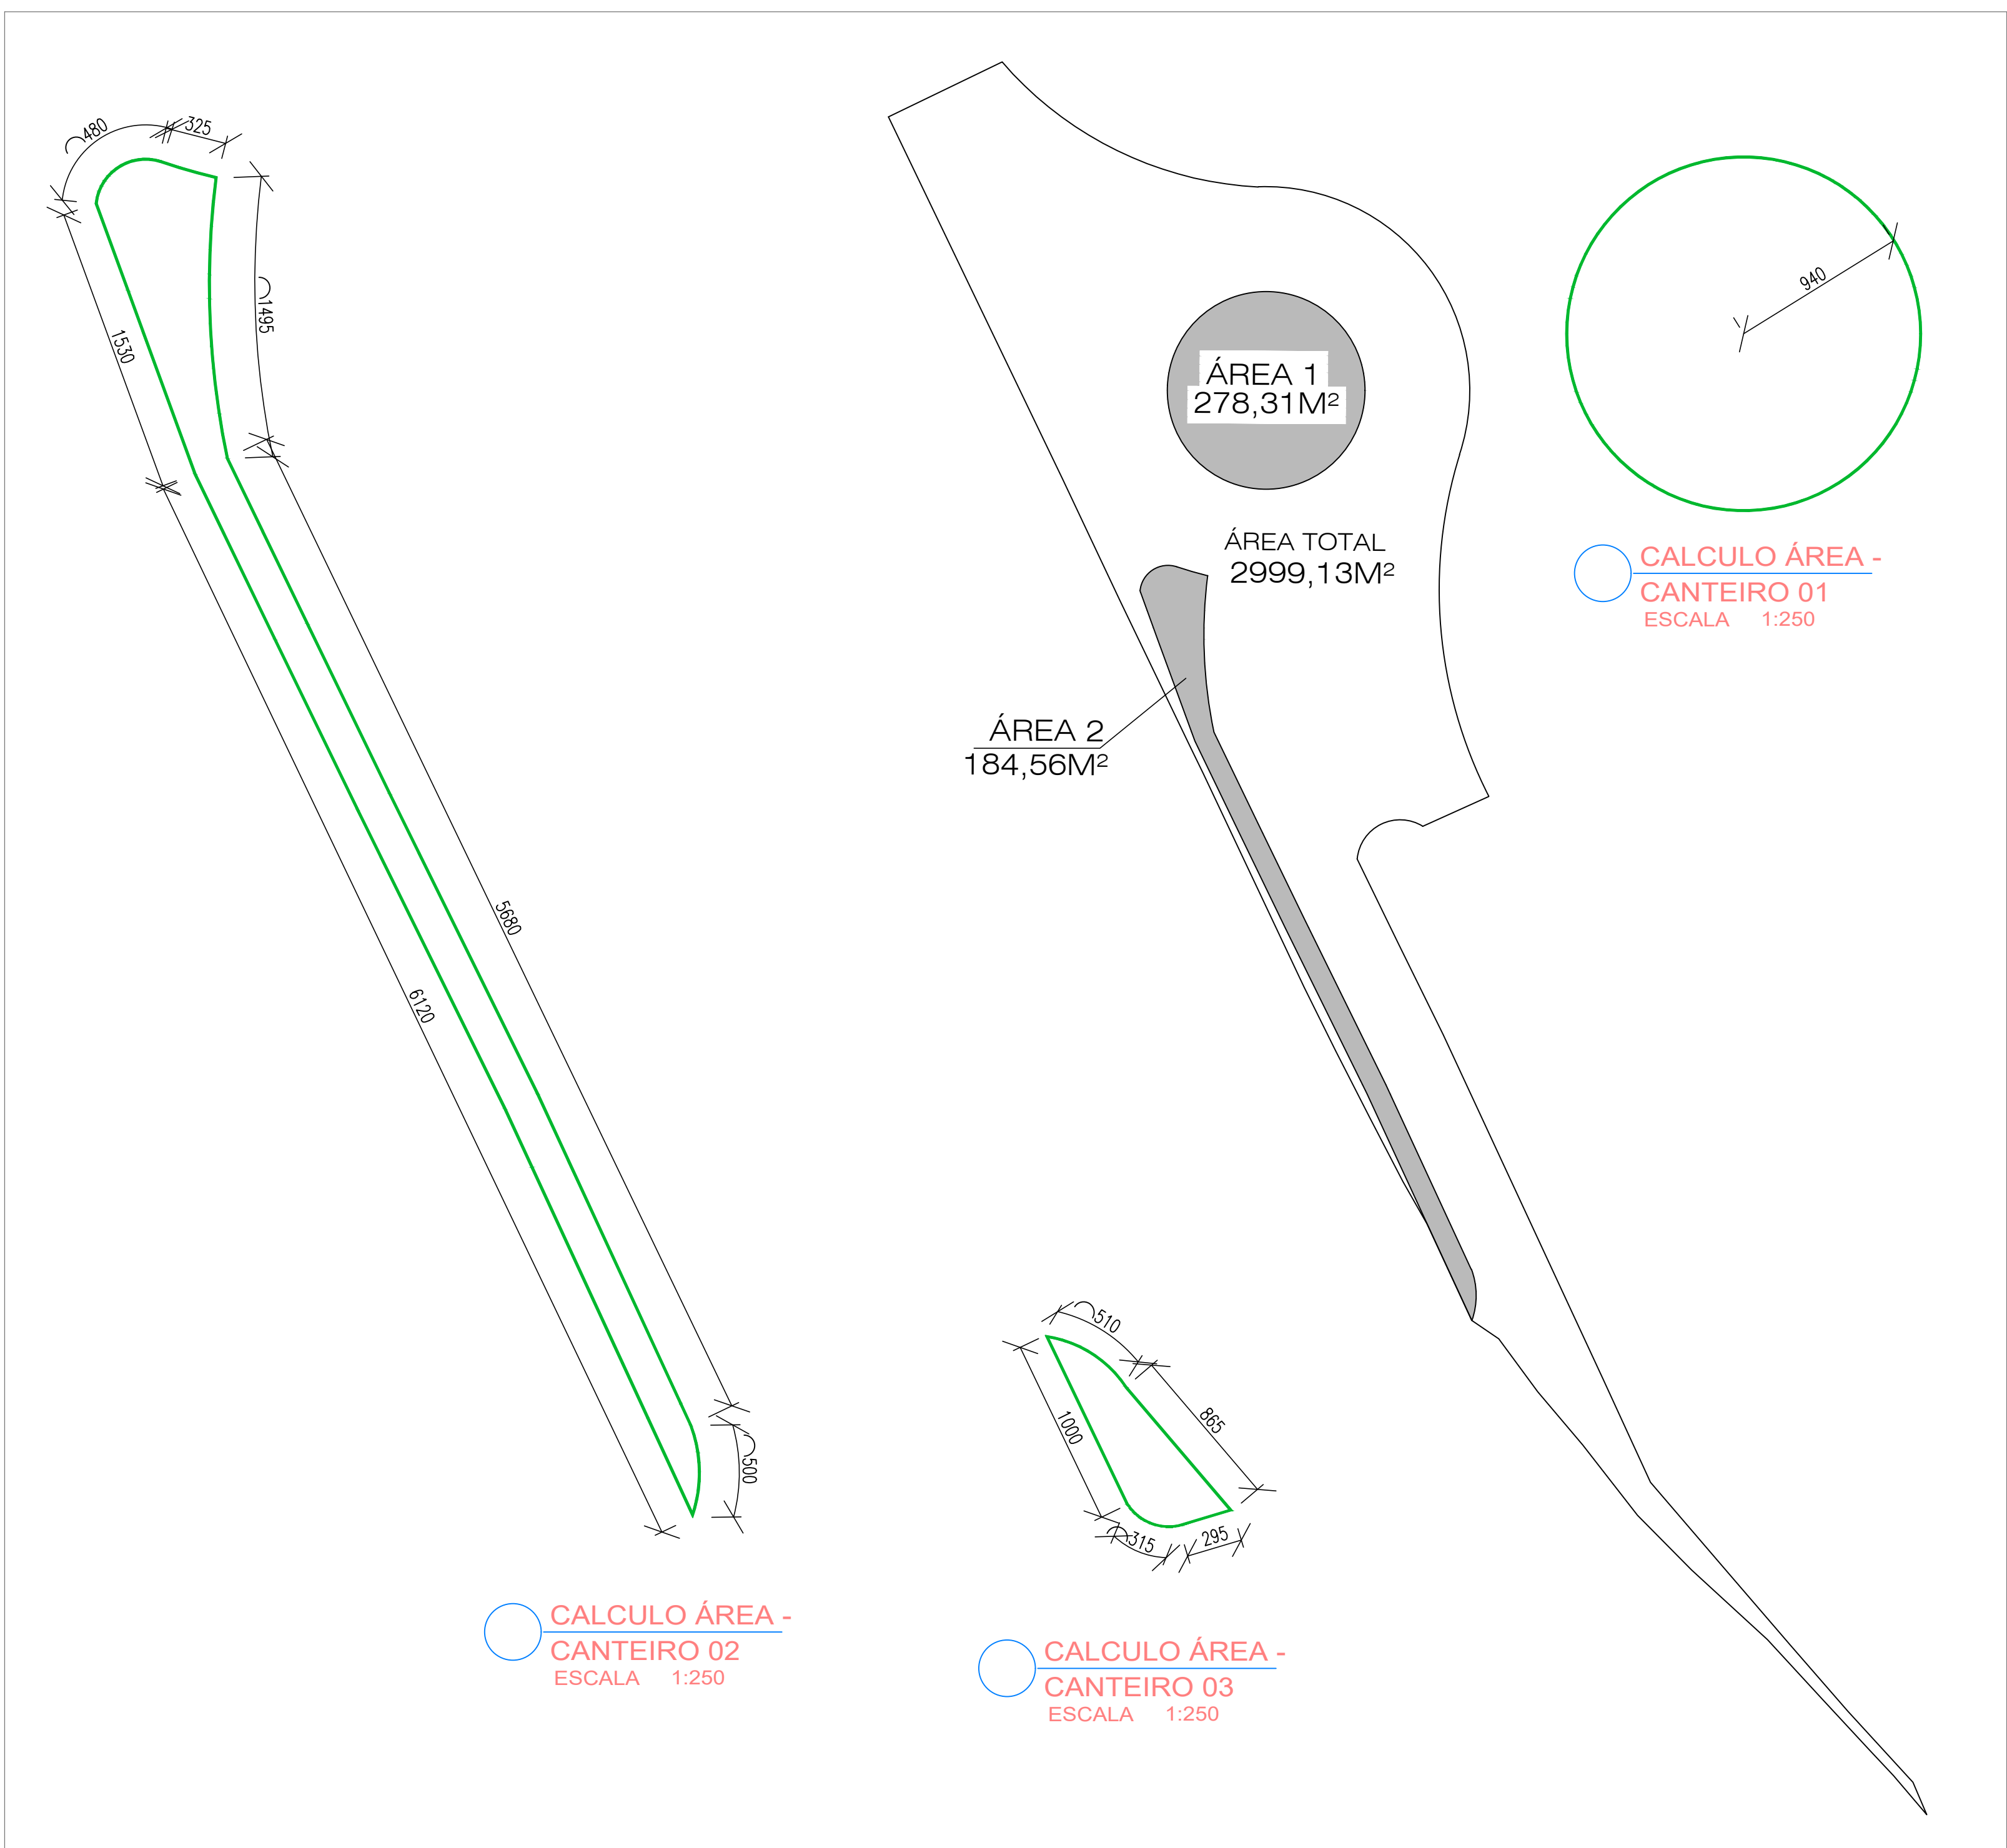 480
325
1495
1530
5680
6120
500
CALCULO ÁREA -
CANTEIRO 02
ESCALA 1:250
ÁREA 1
278,31M²
ÁREA TOTAL
2999,13M²
ÁREA 2
184,56M²
940
CALCULO ÁREA -
CANTEIRO 01
ESCALA 1:250
510
865
1000
315
295
CALCULO ÁREA -
CANTEIRO 03
ESCALA 1:250